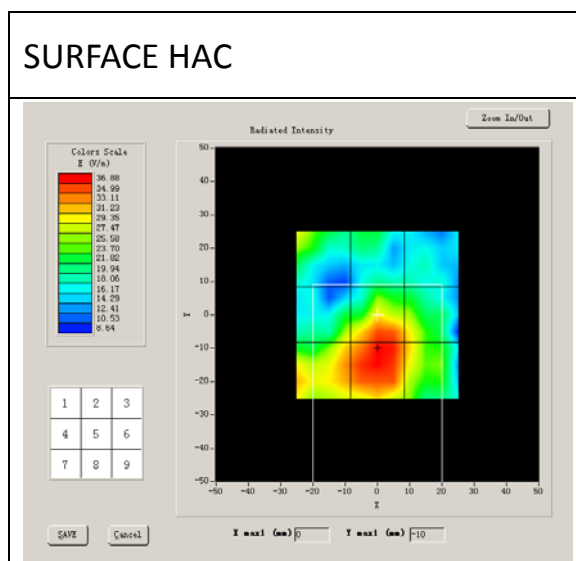 SURFACE HAC
Zoom In/Out
Radiated Intensity
Colors Scale
E (V/m)
36.88
34.99
33.11
31.23
29.35
27.47
25.58
23.70
21.82
19.94
18.06
16.17
14.29
12.41
10.53
8.64
50
40
30
20
10
0
-10
-20
-30
-40
-50
Y
-50 -40 -30 -20 -10 0 10 20 30 40 50
X
1 2 3
4 5 6
7 8 9
SAVE Cancel
X max1 (mm) 0 Y max1 (mm) -10